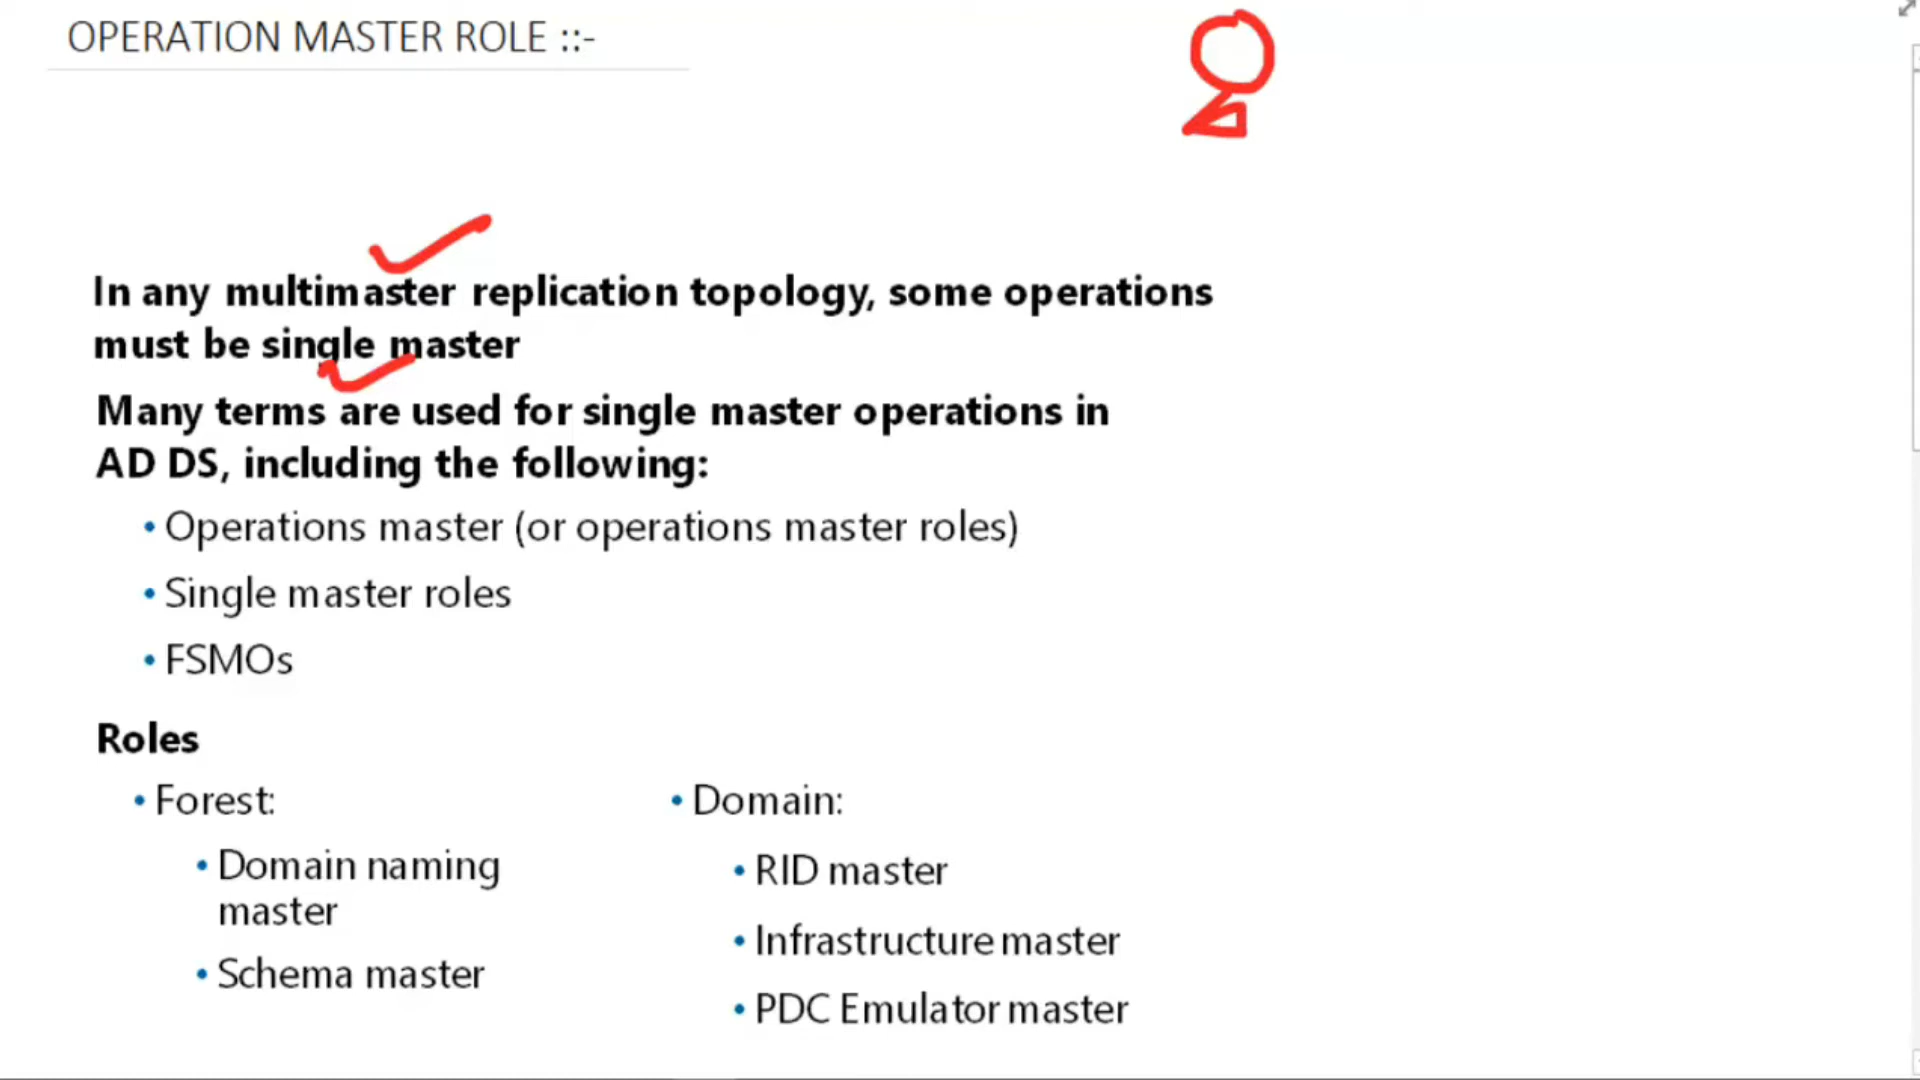 OPERATION MASTER ROLE ::-
In any multimaster replication topology, some operations
must be single master
Many terms are used for single master operations in
AD DS, including the following:
• Operations master (or operations master roles)
• Single master roles
• FSMOs
Roles
• Forest:
• Domain naming
master
• Schema master
• Domain:
• RID master
• Infrastructure master
• PDC Emulator master